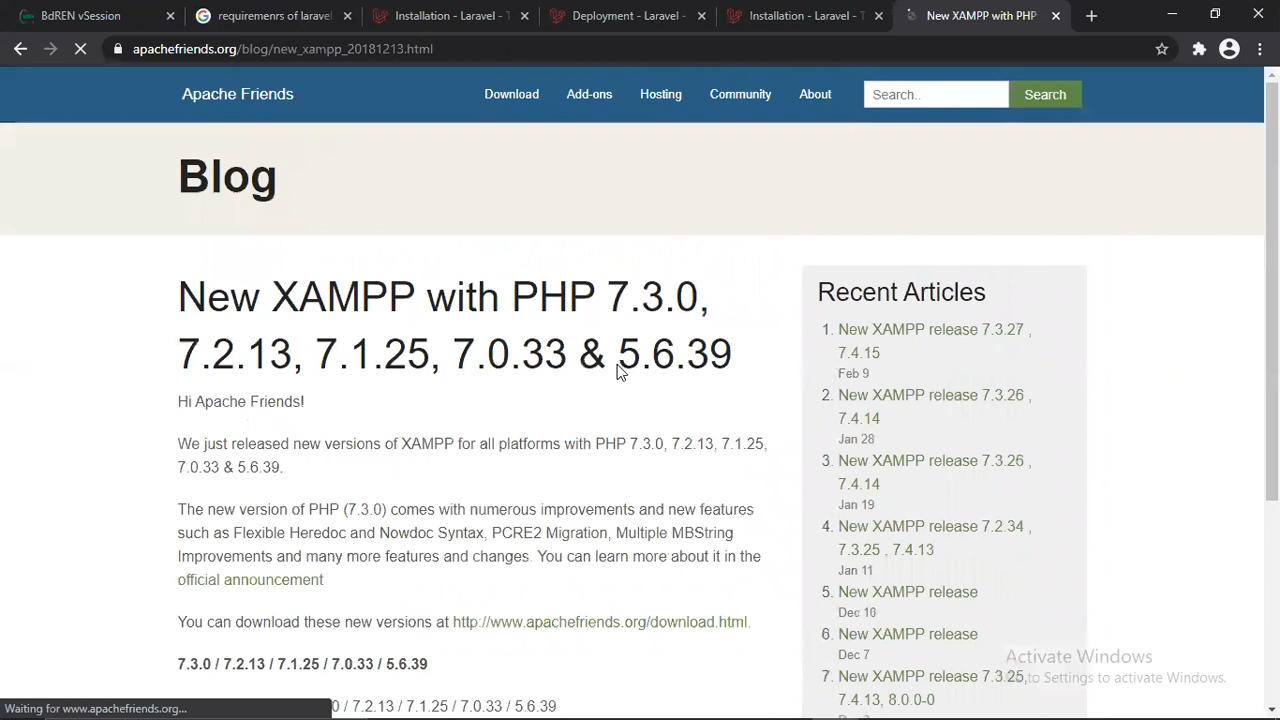 BdREN vSession
requiremenrs of larave
Installation - Laravel - T
Deployment - Laravel -
Installation - Laravel - T
New XAMPP with PHP
apachefriends.org/blog/new_xampp_20181213.html
Apache Friends
Download
Add-ons
Hosting
Community
About
Search..
Search
Blog
New XAMPP with PHP 7.3.0,
7.2.13, 7.1.25, 7.0.33 & 5.6.39
Hi Apache Friends!
We just released new versions of XAMPP for all platforms with PHP 7.3.0, 7.2.13, 7.1.25,
7.0.33 & 5.6.39.
The new version of PHP (7.3.0) comes with numerous improvements and new features
such as Flexible Heredoc and Nowdoc Syntax, PCRE2 Migration, Multiple MBString
Improvements and many more features and changes. You can learn more about it in the
official announcement
You can download these new versions at http://www.apachefriends.org/download.html.
7.3.0 / 7.2.13 / 7.1.25 / 7.0.33 / 5.6.39
0 / 7.2.13 / 7.1.25 / 7.0.33 / 5.6.39
Recent Articles
1. New XAMPP release 7.3.27 ,
7.4.15
Feb 9
2. New XAMPP release 7.3.26 ,
7.4.14
Jan 28
3. New XAMPP release 7.3.26 ,
7.4.14
Jan 19
4. New XAMPP release 7.2.34 ,
7.3.25 , 7.4.13
Jan 11
5. New XAMPP release
Dec 16
6. New XAMPP release
Dec 7
7. New XAMPP release 7.3.25,
7.4.13, 8.0.0-0
Activate Windows
to Settings to activate Windows.
Waiting for www.apachefriends.org...